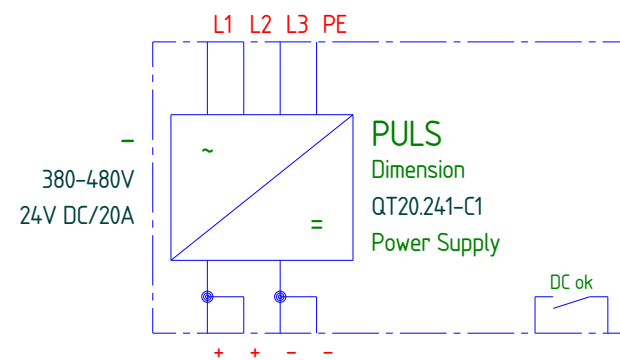 L1 L2 L3 PE
-
380-480V
24V DC/20A
~
=
PULS
Dimension
QT20.241-C1
Power Supply
DC ok
+ + - -